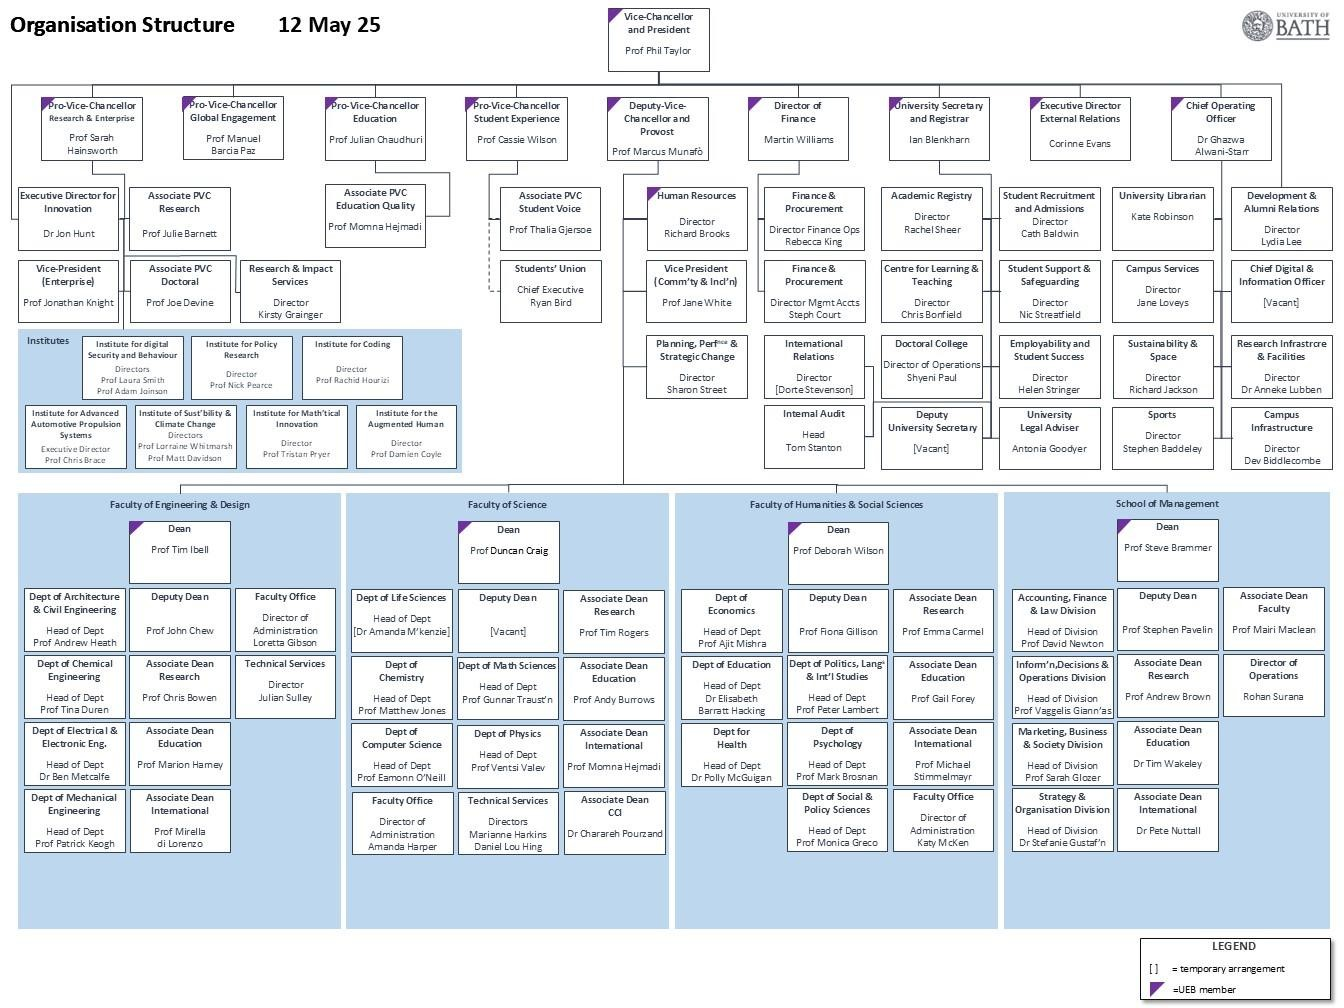 Organisation Structure 12 May 25
UNIVERSITY OF
BATH
Vice-Chancellor
and President
Prof Phil Taylor
Pro-Vice-Chancellor
Research & Enterprise
Prof Sarah
Hainsworth
Pro-Vice-Chancellor
Global Engagement
Prof Manuel
Barcia Paz
Pro-Vice-Chancellor
Education
Prof Julian Chaudhuri
Pro-Vice-Chancellor
Student Experience
Prof Cassie Wilson
Deputy-Vice-
Chancellor and
Provost
Prof Marcus Munafò
Director of
Finance
Martin Williams
University Secretary
and Registrar
Ian Blenkharn
Executive Director
External Relations
Corinne Evans
Chief Operating
Officer
Dr Ghazwa
Alwani-Starr
Executive Director for
Innovation
Dr Jon Hunt
Associate PVC
Research
Prof Julie Barnett
Associate PVC
Education Quality
Prof Momna Hejmadi
Associate PVC
Student Voice
Prof Thalia Gjersoe
Human Resources
Director
Richard Brooks
Finance &
Procurement
Director Finance Ops
Rebecca King
Academic Registry
Director
Rachel Sheer
Student Recruitment
and Admissions
Director
Cath Baldwin
University Librarian
Kate Robinson
Development &
Alumni Relations
Director
Lydia Lee
Vice-President
(Enterprise)
Prof Jonathan Knight
Associate PVC
Doctoral
Prof Joe Devine
Research & Impact
Services
Director
Kirsty Grainger
Students' Union
Chief Executive
Ryan Bird
Vice President
(Comm'ty & Incl'n)
Prof Jane White
Finance &
Procurement
Director Mgmt Accts
Steph Court
Centre for Learning &
Teaching
Director
Chris Bonfield
Student Support &
Safeguarding
Director
Nic Streatfield
Campus Services
Director
Jane Loveys
Chief Digital &
Information Officer
[Vacant]
Institutes
Institute for digital
Security and Behaviour
Directors
Prof Laura Smith
Prof Adam Joinson
Institute for Policy
Research
Director
Prof Nick Pearce
Institute for Coding
Director
Prof Rachid Hourizi
Planning, Perfnce &
Strategic Change
Director
Sharon Street
International
Relations
Director
[Dorte Stevenson]
Doctoral College
Director of Operations
Shyeni Paul
Employability and
Student Success
Director
Helen Stringer
Sustainability &
Space
Director
Richard Jackson
Research Infrastrcre
& Facilities
Director
Dr Anneke Lubben
Institute for Advanced
Automotive Propulsion
Systems
Executive Director
Prof Chris Brace
Institute of Sust'bility &
Climate Change
Directors
Prof Lorraine Whitmarsh
Prof Matt Davidson
Institute for Math'tical
Innovation
Director
Prof Tristan Pryer
Institute for the
Augmented Human
Director
Prof Damien Coyle
Internal Audit
Head
Tom Stanton
Deputy
University Secretary
[Vacant]
University
Legal Adviser
Antonia Goodyer
Sports
Director
Stephen Baddeley
Campus
Infrastructure
Director
Dev Biddlecombe
Faculty of Engineering & Design
Dean
Prof Tim Ibell
Dept of Architecture
& Civil Engineering
Head of Dept
Prof Andrew Heath
Deputy Dean
Prof John Chew
Faculty Office
Director of
Administration
Loretta Gibson
Dept of Chemical
Engineering
Head of Dept
Prof Tina Duren
Associate Dean
Research
Prof Chris Bowen
Technical Services
Director
Julian Sulley
Dept of Electrical &
Electronic Eng.
Head of Dept
Dr Ben Metcalfe
Associate Dean
Education
Prof Marion Harney
Dept of Mechanical
Engineering
Head of Dept
Prof Patrick Keogh
Associate Dean
International
Prof Mirella
di Lorenzo
Faculty of Science
Dean
Prof Duncan Craig
Dept of Life Sciences
Head of Dept
[Dr Amanda M'kenzie]
Deputy Dean
[Vacant]
Associate Dean
Research
Prof Tim Rogers
Dept of
Chemistry
Head of Dept
Prof Matthew Jones
Dept of Math Sciences
Head of Dept
Prof Gunnar Traust'n
Associate Dean
Education
Prof Andy Burrows
Dept of
Computer Science
Head of Dept
Prof Eamonn O'Neill
Dept of Physics
Head of Dept
Prof Ventsi Valev
Associate Dean
International
Prof Momna Hejmadi
Faculty Office
Director of
Administration
Amanda Harper
Technical Services
Directors
Marianne Harkins
Daniel Lou Hing
Associate Dean
CCI
Dr Charareh Pourzand
Faculty of Humanities & Social Sciences
Dean
Prof Deborah Wilson
Dept of
Economics
Head of Dept
Prof Ajit Mishra
Deputy Dean
Prof Fiona Gillison
Associate Dean
Research
Prof Emma Carmel
Dept of Education
Head of Dept
Dr Elisabeth
Barratt Hacking
Dept of Politics, Langs
& Int'l Studies
Head of Dept
Prof Peter Lambert
Associate Dean
Education
Prof Gail Forey
Dept for
Health
Head of Dept
Dr Polly McGuigan
Dept of
Psychology
Head of Dept
Prof Mark Brosnan
Associate Dean
International
Prof Michael
Stimmelmayr
Dept of Social &
Policy Sciences
Head of Dept
Prof Monica Greco
Faculty Office
Director of
Administration
Katy McKen
School of Management
Dean
Prof Steve Brammer
Accounting, Finance
& Law Division
Head of Division
Prof David Newton
Deputy Dean
Prof Stephen Pavelin
Associate Dean
Faculty
Prof Mairi Maclean
Inform'n,Decisions &
Operations Division
Head of Division
Prof Vaggelis Giann'as
Associate Dean
Research
Prof Andrew Brown
Director of
Operations
Rohan Surana
Marketing, Business
& Society Division
Head of Division
Prof Sarah Glozer
Associate Dean
Education
Dr Tim Wakeley
Strategy &
Organisation Division
Head of Division
Dr Stefanie Gustaf'n
Associate Dean
International
Dr Pete Nuttall
LEGEND
[ ] = temporary arrangement
=UEB member